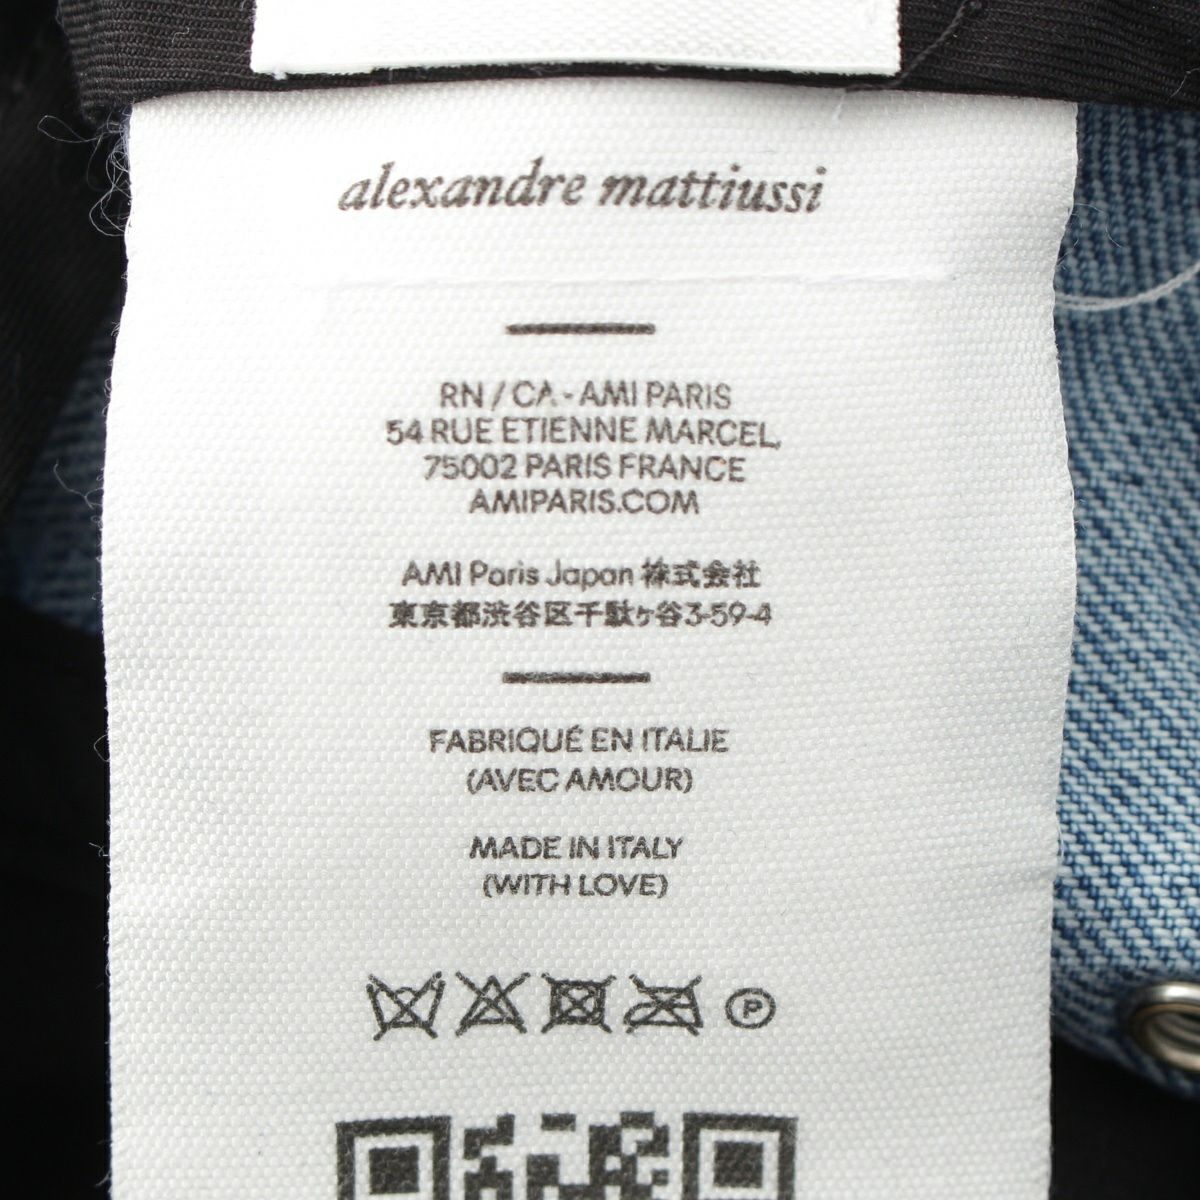 alexandre mattiussi
RN / CA - AMI PARIS
54 RUE ETIENNE MARCEL,
75002 PARIS FRANCE
AMIPARIS.COM
AMI Paris Japan 株式会社
東京都渋谷区千駄ヶ谷3-59-4
FABRIQUÉ EN ITALIE
(AVEC AMOUR)
MADE IN ITALY
(WITH LOVE)
P